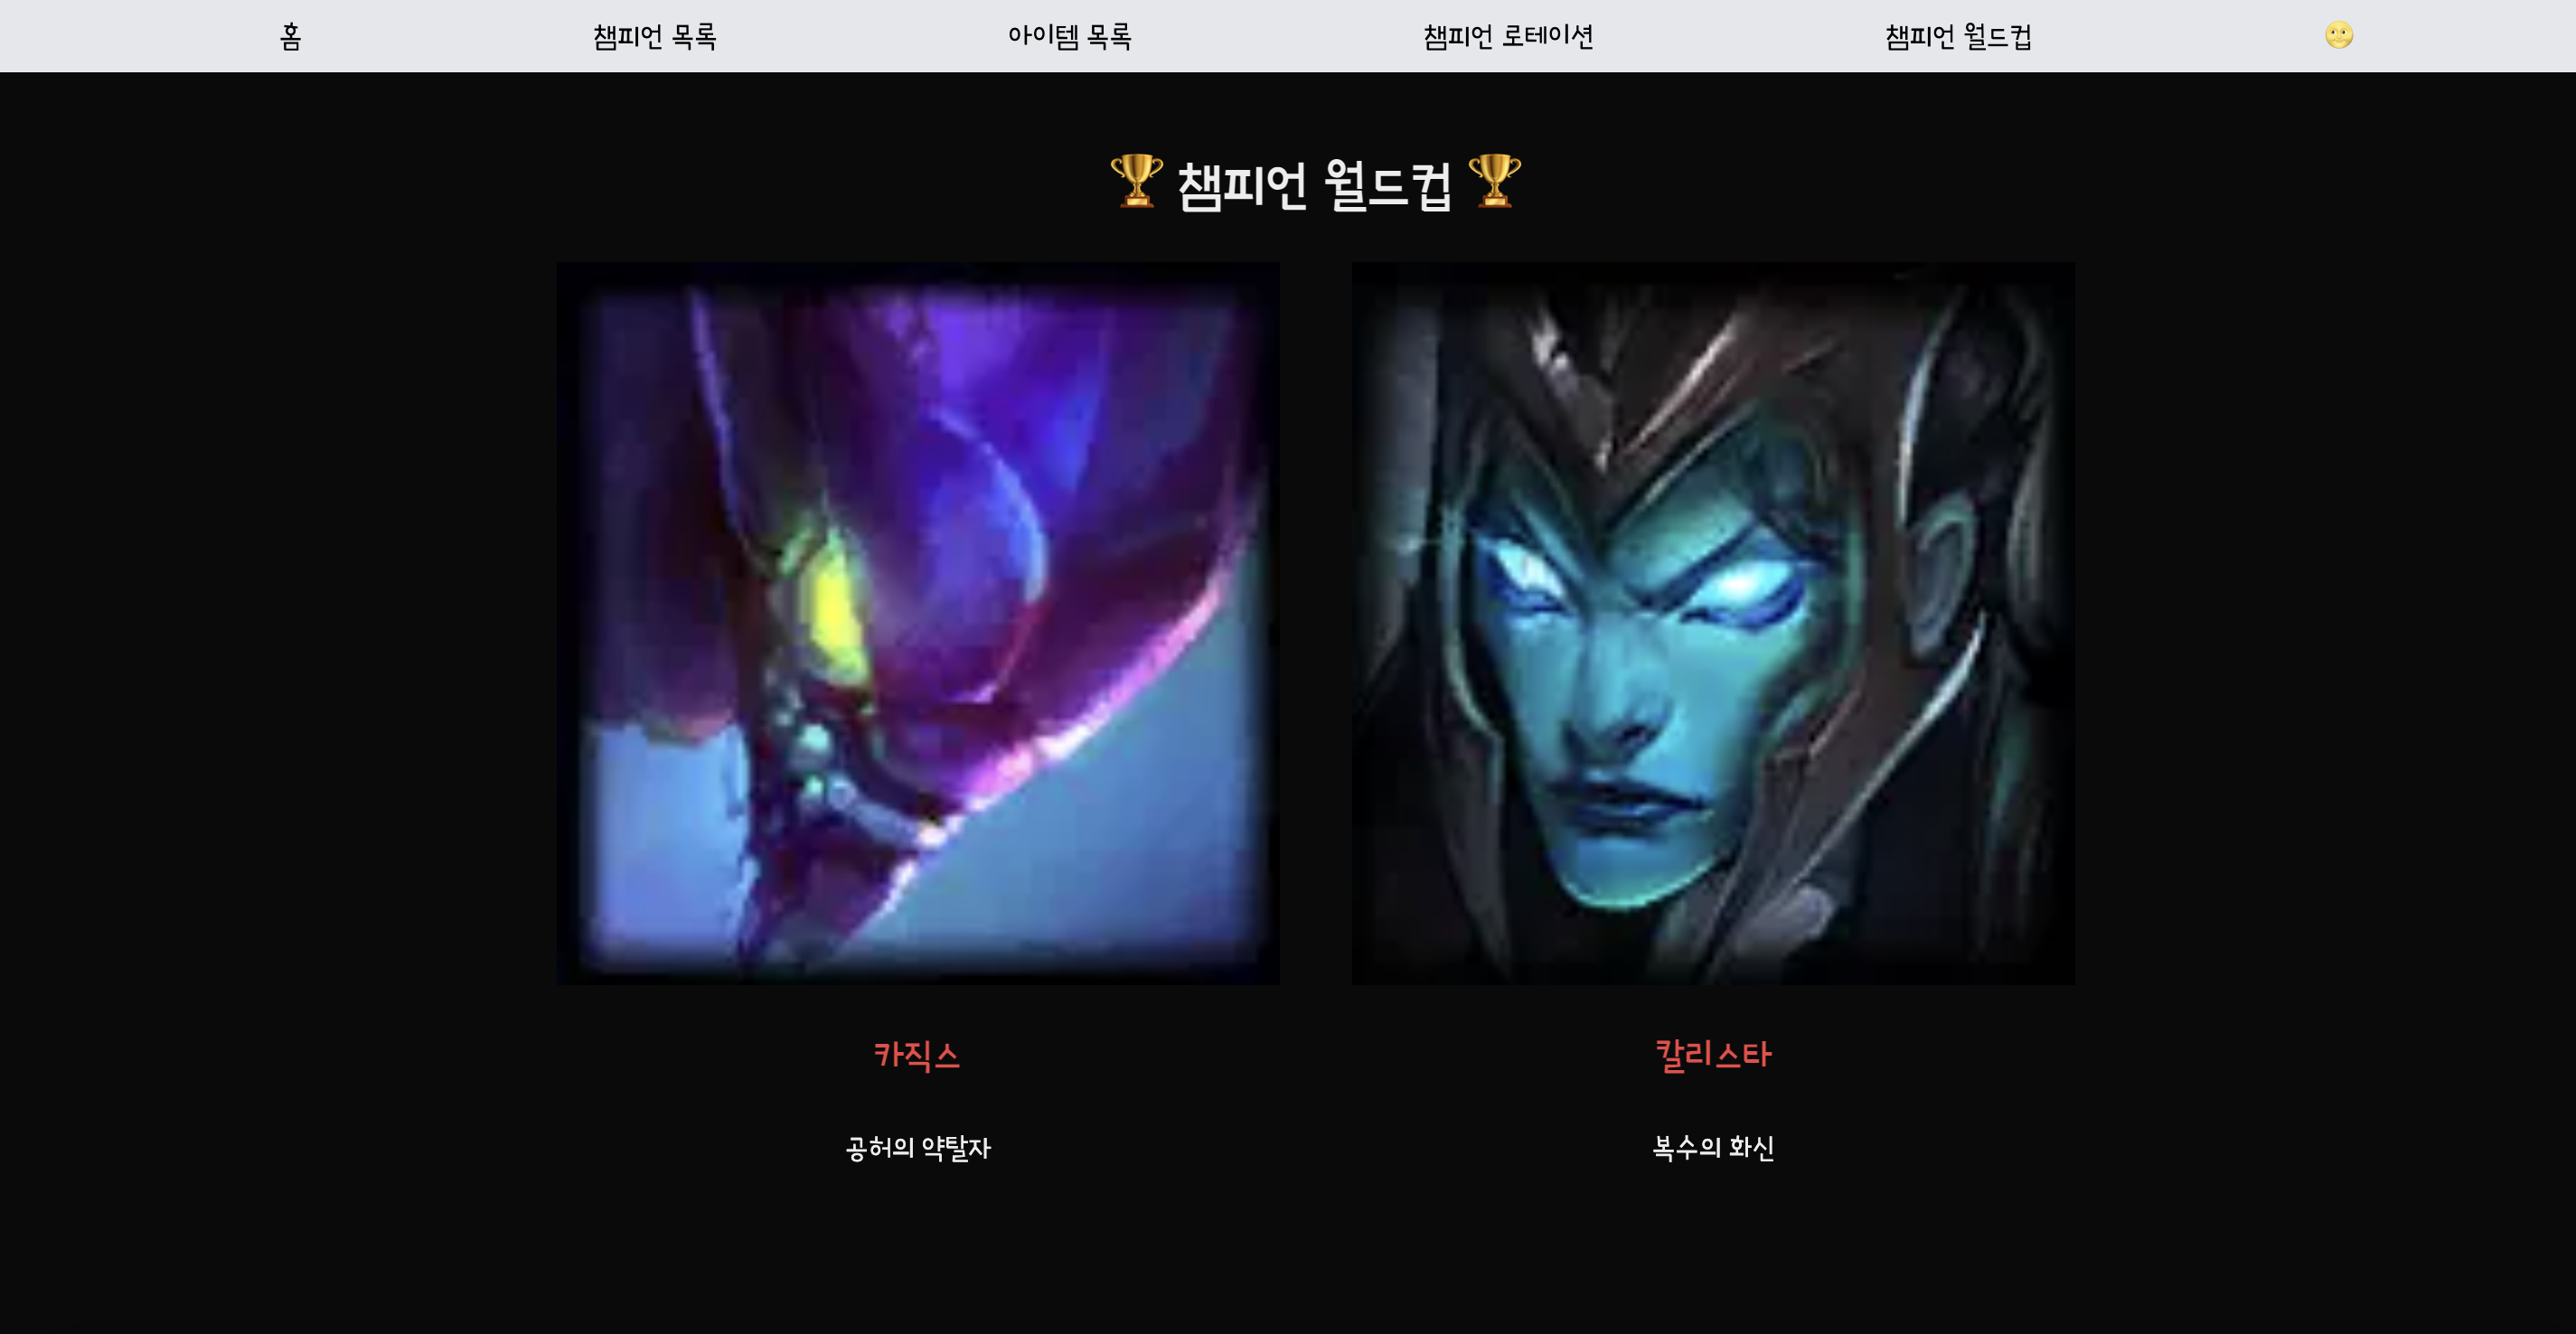 홈 챔피언 목록 아이템 목록 챔피언 로테이션 챔피언 월드컵 🌝
🏆 챔피언 월드컵 🏆
카직스
공허의 약탈자
칼리스타
복수의 화신